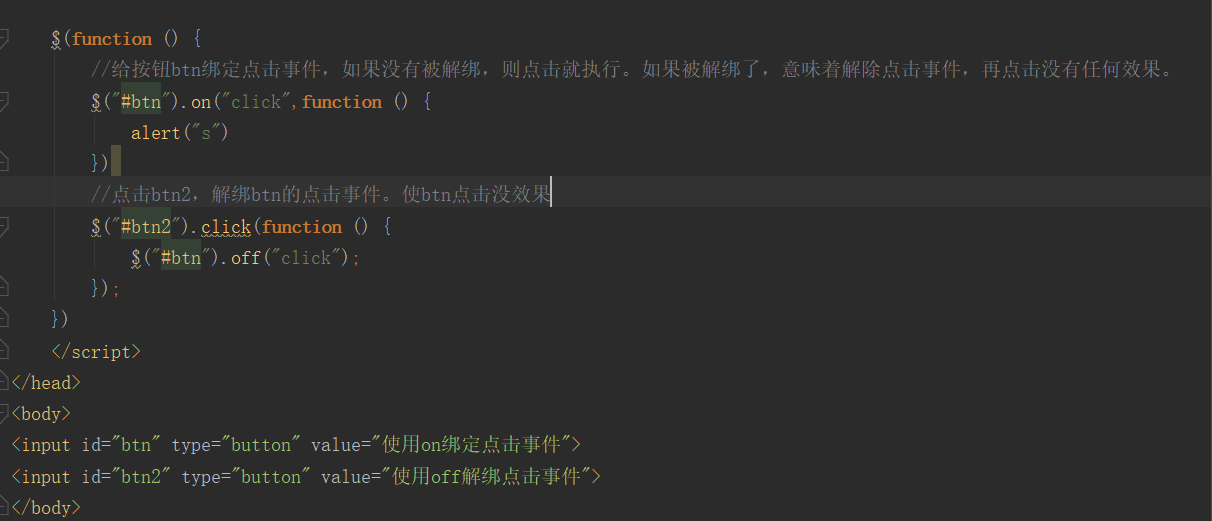 $(function () {
//给按钮btn绑定点击事件，如果没有被解绑，则点击就执行。如果被解绑了，意味着解除点击事件，再点击没有任何效果。
$("#btn").on("click",function () {
alert("s")
})
//点击btn2，解绑btn的点击事件。使btn点击没效果
$("#btn2").click(function () {
$("#btn").off("click");
});
})
</script>
</head>
<body>
<input id="btn" type="button" value="使用on绑定点击事件">
<input id="btn2" type="button" value="使用off解绑点击事件">
</body>